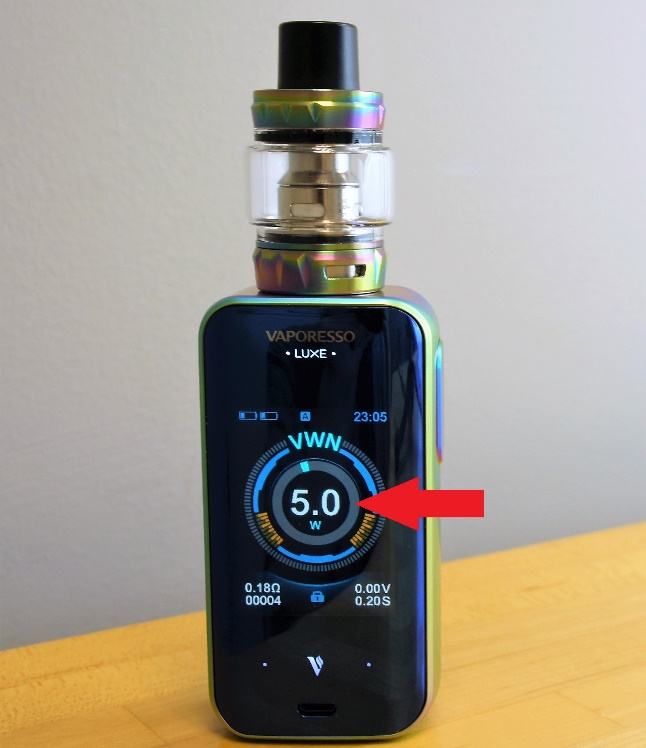 VAPORESSO
• LUXE •
A 23:05
VWN
5.0
W
0.18Ω 0.00V
00004 0.20S